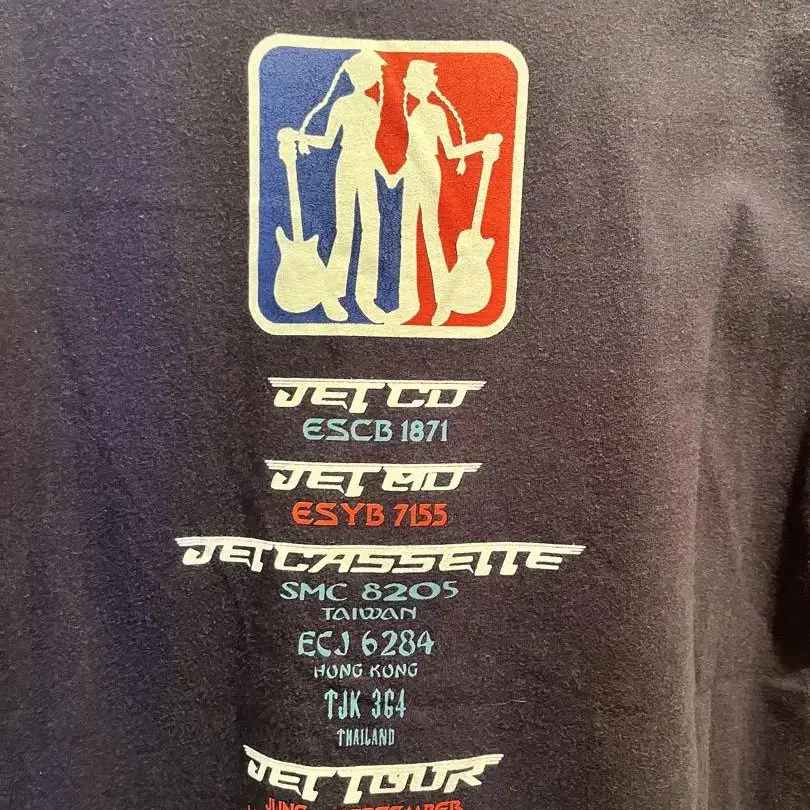 JET CD
ESCB 1871
JET MD
ESYB 7155
JET CASSETTE
SMC 8205
TAIWAN
ECJ 6284
HONG KONG
TJK 364
THAILAND
JET TOUR